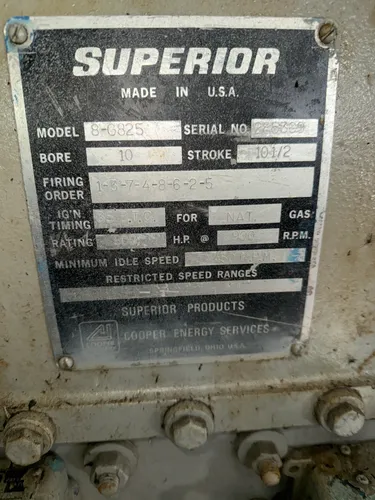 SUPERIOR
MADE IN U.S.A.
MODEL 8-G825 SERIAL NO
BORE 10 STROKE 10-1/2
FIRING
ORDER 1-3-7-4-8-6-2-5
IG'N
TIMING FOR NAT. GAS:
RATING H.P. @ R.P.M.
MINIMUM IDLE SPEED
RESTRICTED SPEED RANGES
SUPERIOR PRODUCTS
COOPER ENERGY SERVICES
SPRINGFIELD, OHIO U.S.A.